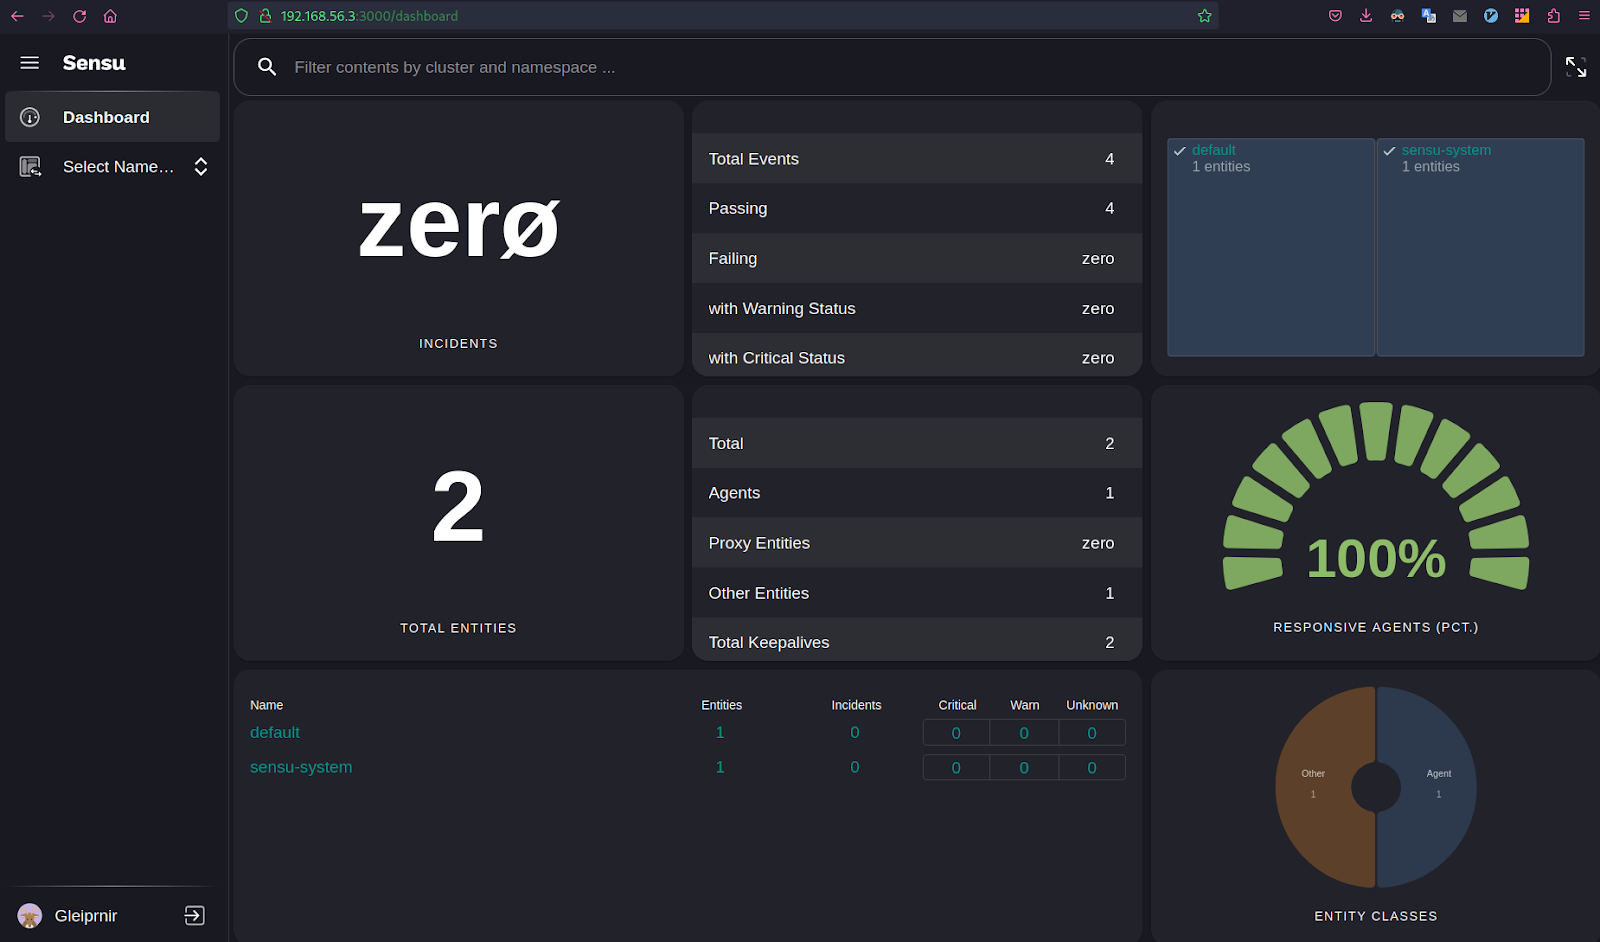 192.168.56.3:3000/dashboard
Sensu
Filter contents by cluster and namespace ...
Dashboard
Select Name...
zerø
INCIDENTS
Total Events 4
Passing 4
Failing zero
with Warning Status zero
with Critical Status zero
default
1 entities
sensu-system
1 entities
2
TOTAL ENTITIES
Total 2
Agents 1
Proxy Entities zero
Other Entities 1
Total Keepalives 2
100%
RESPONSIVE AGENTS (PCT.)
Name Entities Incidents Critical Warn Unknown
default 1 0 0 0 0
sensu-system 1 0 0 0 0
Other
1
Agent
1
ENTITY CLASSES
Gleiprnir